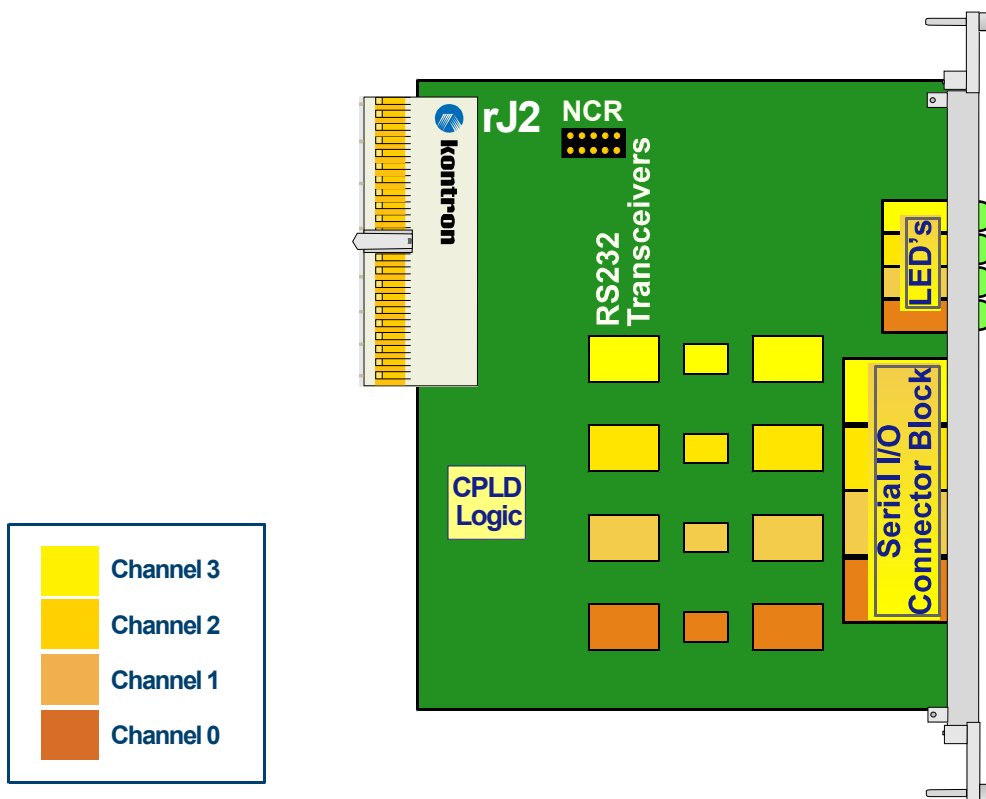 rJ2
NCR
kontron
RS232
Transceivers
LED's
Serial I/O
Connector Block
CPLD
Logic
Channel 3
Channel 2
Channel 1
Channel 0